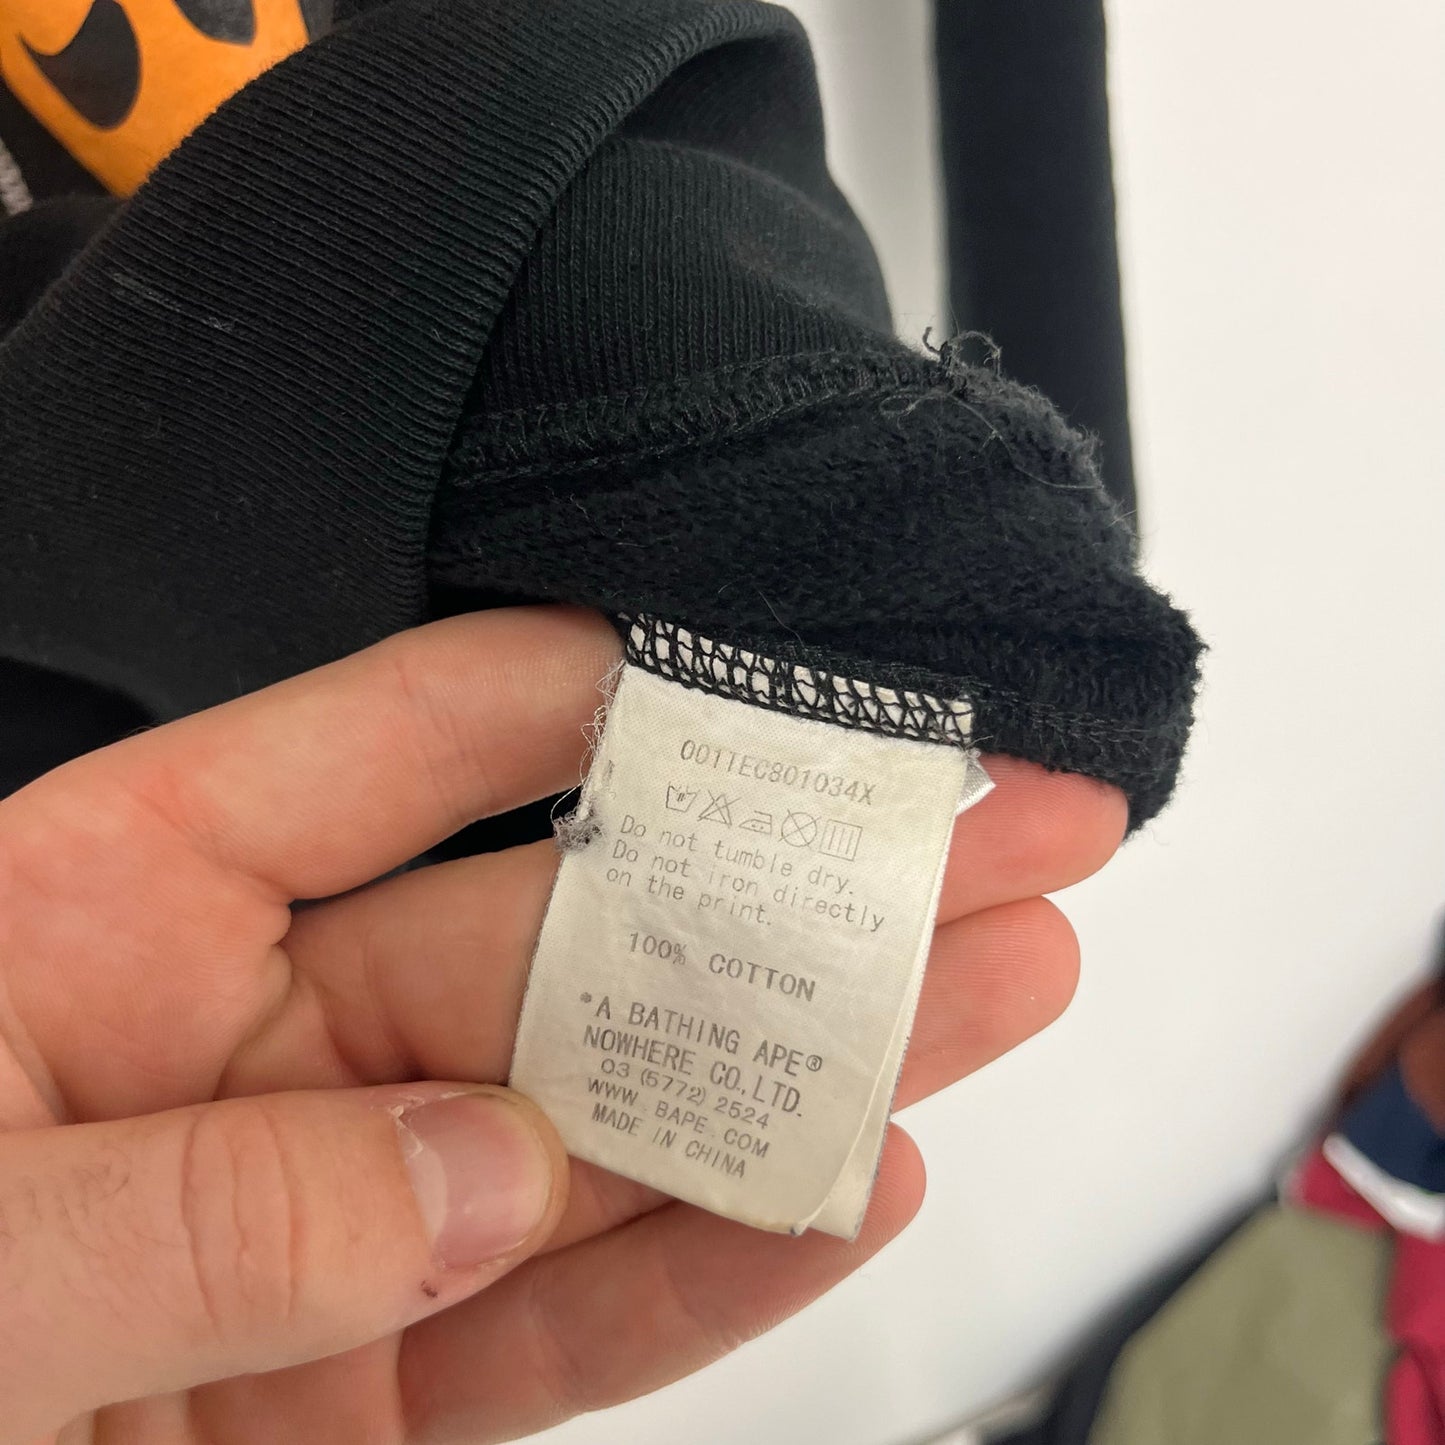 001TEC801034X
Do not tumble dry.
Do not iron directly
on the print.
100% COTTON
*A BATHING APE®
NOWHERE CO.,LTD.
03 (5772) 2524
WWW.BAPE.COM
MADE IN CHINA